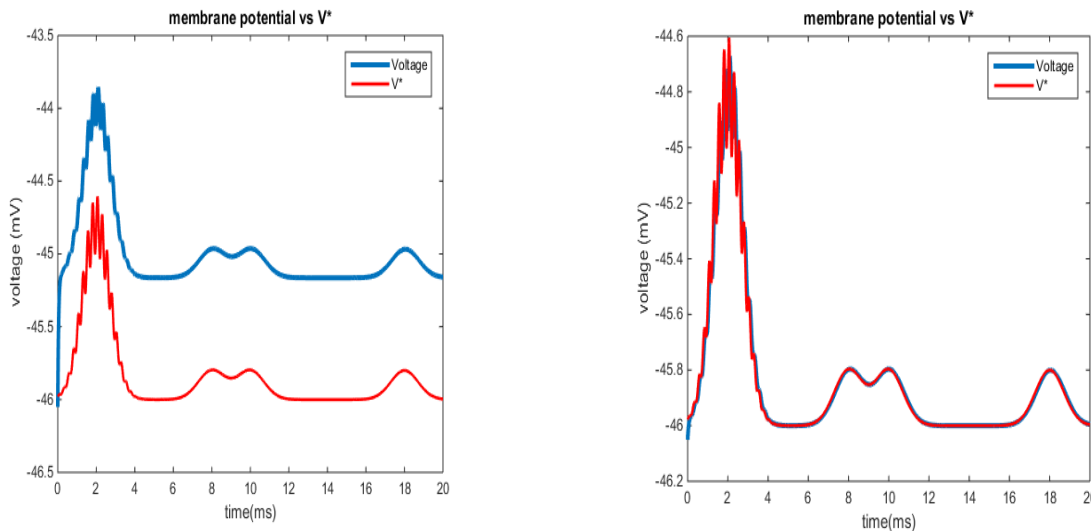 membrane potential vs V*
-43.5
-44
-44.5
-45
-45.5
-46
-46.5
voltage (mV)
0 2 4 6 8 10 12 14 16 18 20
time(ms)
Voltage
V*
membrane potential vs V*
-44.6
-44.8
-45
-45.2
-45.4
-45.6
-45.8
-46
-46.2
voltage (mV)
0 2 4 6 8 10 12 14 16 18 20
time(ms)
Voltage
V*